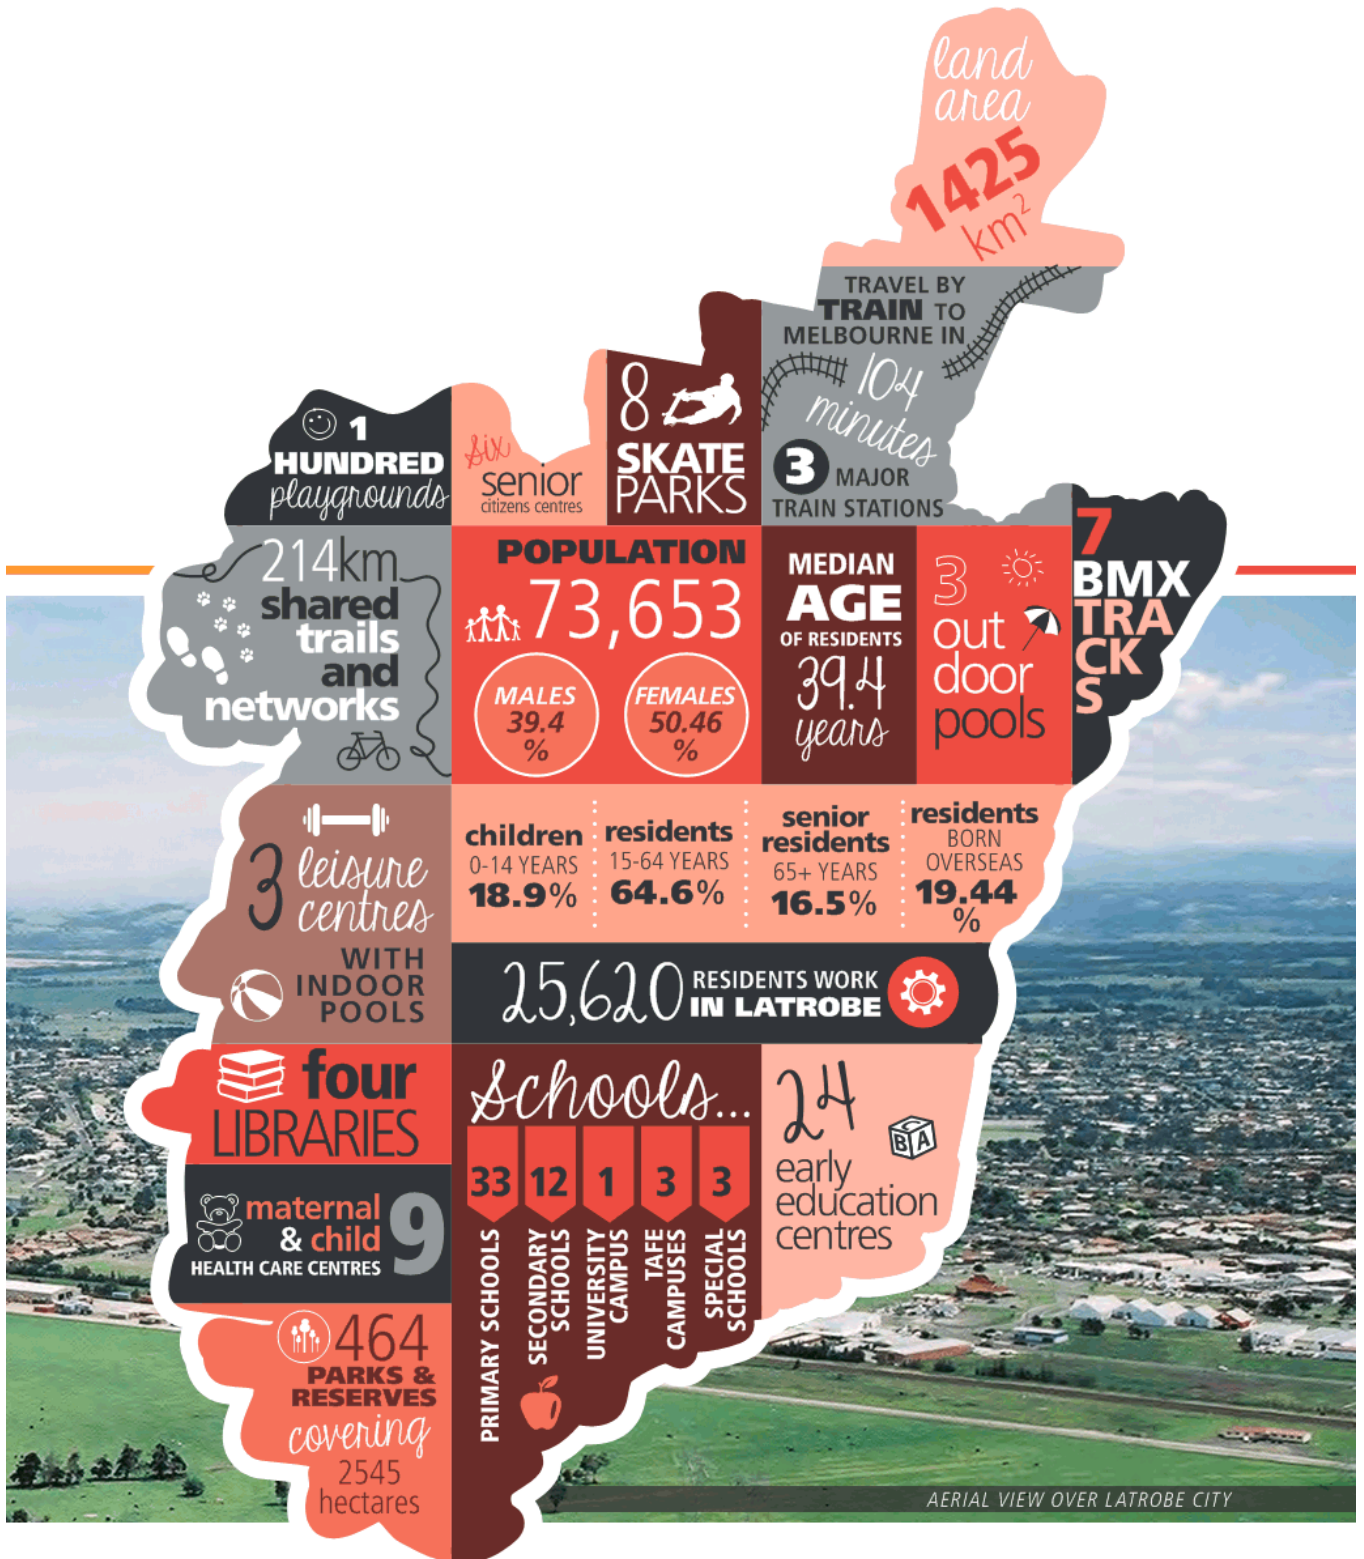 land
area
1425
km²
TRAVEL BY
TRAIN TO
MELBOURNE IN
104
minutes
3 MAJOR
TRAIN STATIONS
1
HUNDRED
playgrounds
six
senior
citizens centres
8
SKATE
PARKS
214km
shared
trails
and
networks
POPULATION
73,653
MALES
39.4
%
FEMALES
50.46
%
MEDIAN
AGE
OF RESIDENTS
39.4
years
3
out
door
pools
7
BMX
TRA
CK
S
3 leisure
centres
WITH
INDOOR
POOLS
children
0-14 YEARS
18.9%
residents
15-64 YEARS
64.6%
senior
residents
65+ YEARS
16.5%
residents
BORN
OVERSEAS
19.44
%
25,620 RESIDENTS WORK
IN LATROBE
four
LIBRARIES
maternal
& child
HEALTH CARE CENTRES
9
464
PARKS &
RESERVES
covering
2545
hectares
Schools...
33
PRIMARY SCHOOLS
12
SECONDARY
SCHOOLS
1
UNIVERSITY
CAMPUS
3
TAFE
CAMPUSES
3
SPECIAL
SCHOOLS
24
early
education
centres
B C A
AERIAL VIEW OVER LATROBE CITY